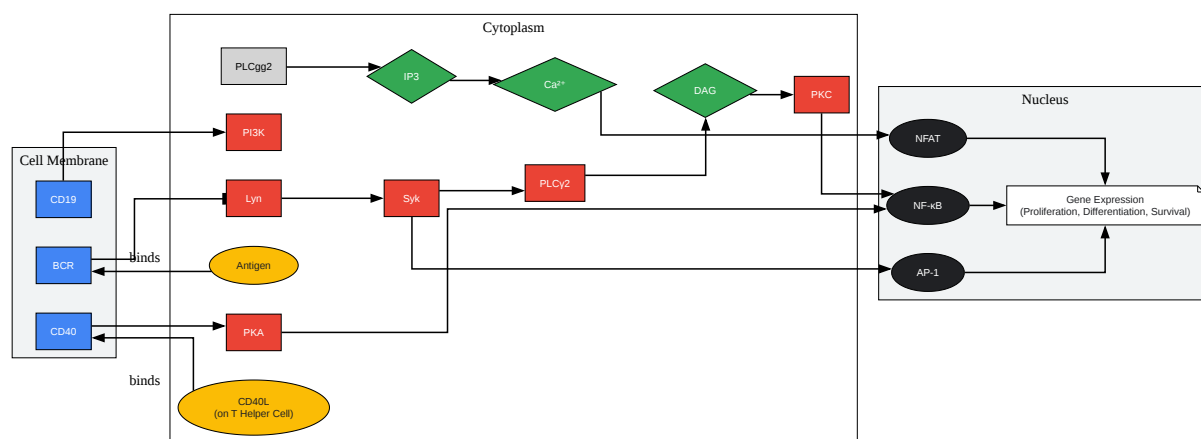 Cytoplasm
PLCgg2
IP3
Ca²⁺
DAG
PKC
Nucleus
PI3K
NFAT
Cell Membrane
CD19
Lyn
Syk
PLCγ2
NF-κB
Gene Expression
(Proliferation, Differentiation, Survival)
BCR
binds
Antigen
AP-1
CD40
PKA
binds
CD40L
(on T Helper Cell)